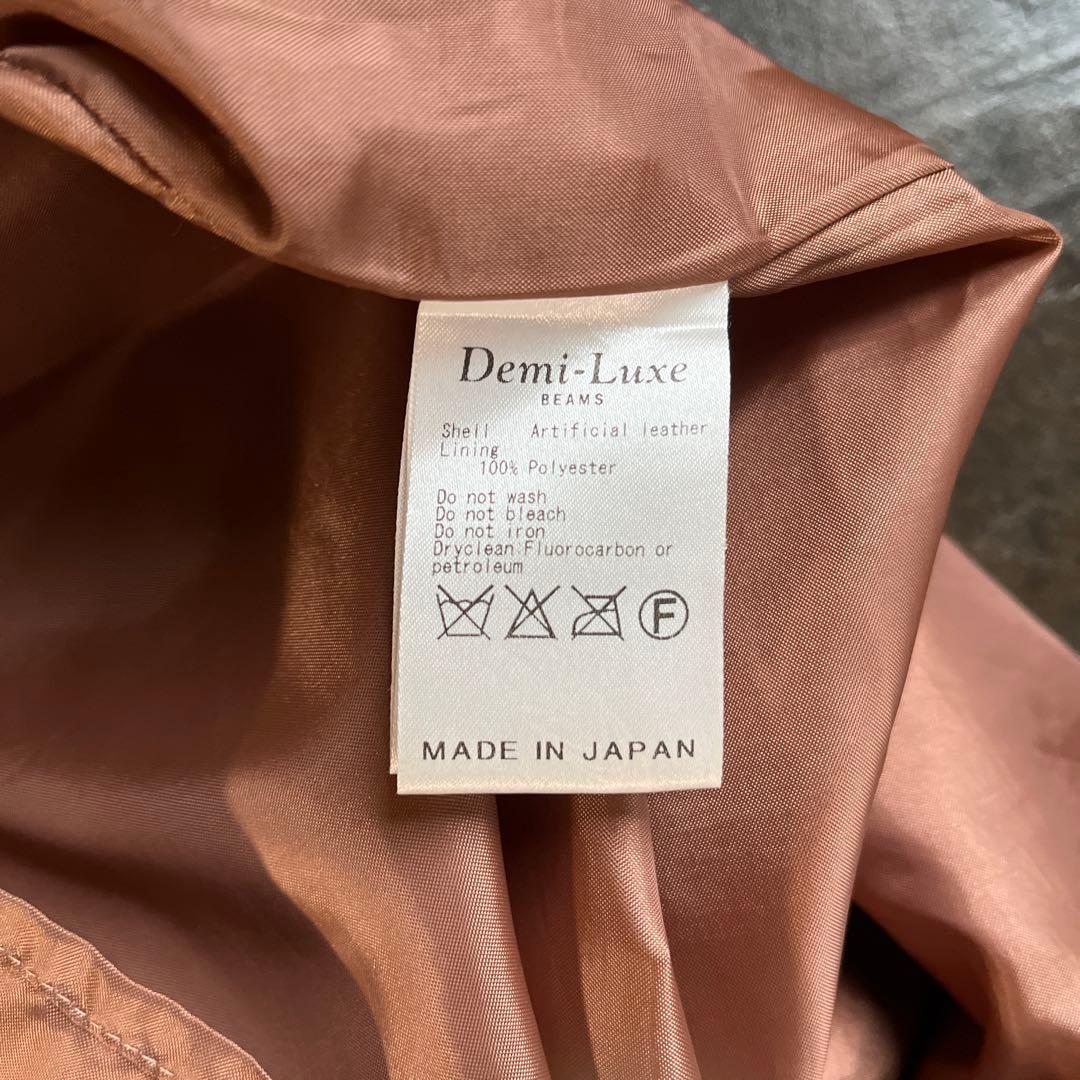 Demi-Luxe
BEAMS
Shell Artificial leather
Lining
100% Polyester
Do not wash
Do not bleach
Do not iron
Dryclean Fluorocarbon or
petroleum
F
MADE IN JAPAN